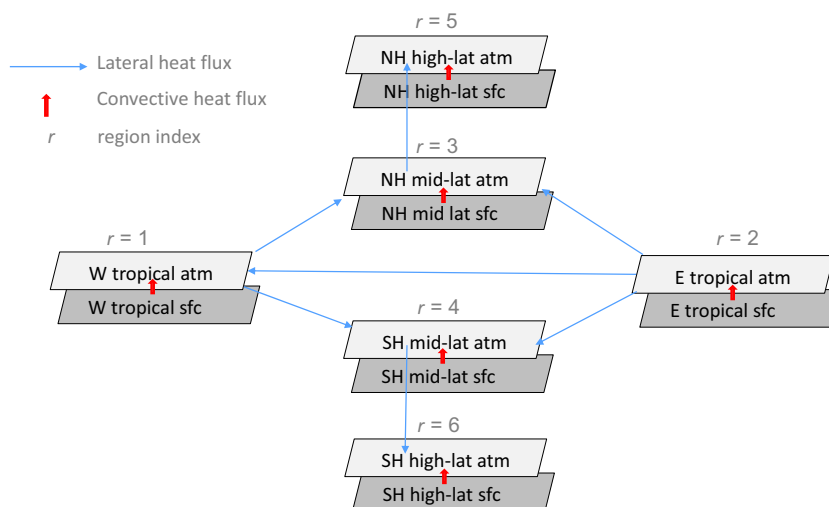 r = 5
Lateral heat flux
NH high-lat atm
Convective heat flux
NH high-lat sfc
r region index
r = 3
NH mid-lat atm
NH mid lat sfc
r = 1
r = 2
W tropical atm
E tropical atm
W tropical sfc
r = 4
E tropical sfc
SH mid-lat atm
SH mid-lat sfc
r = 6
SH high-lat atm
SH high-lat sfc